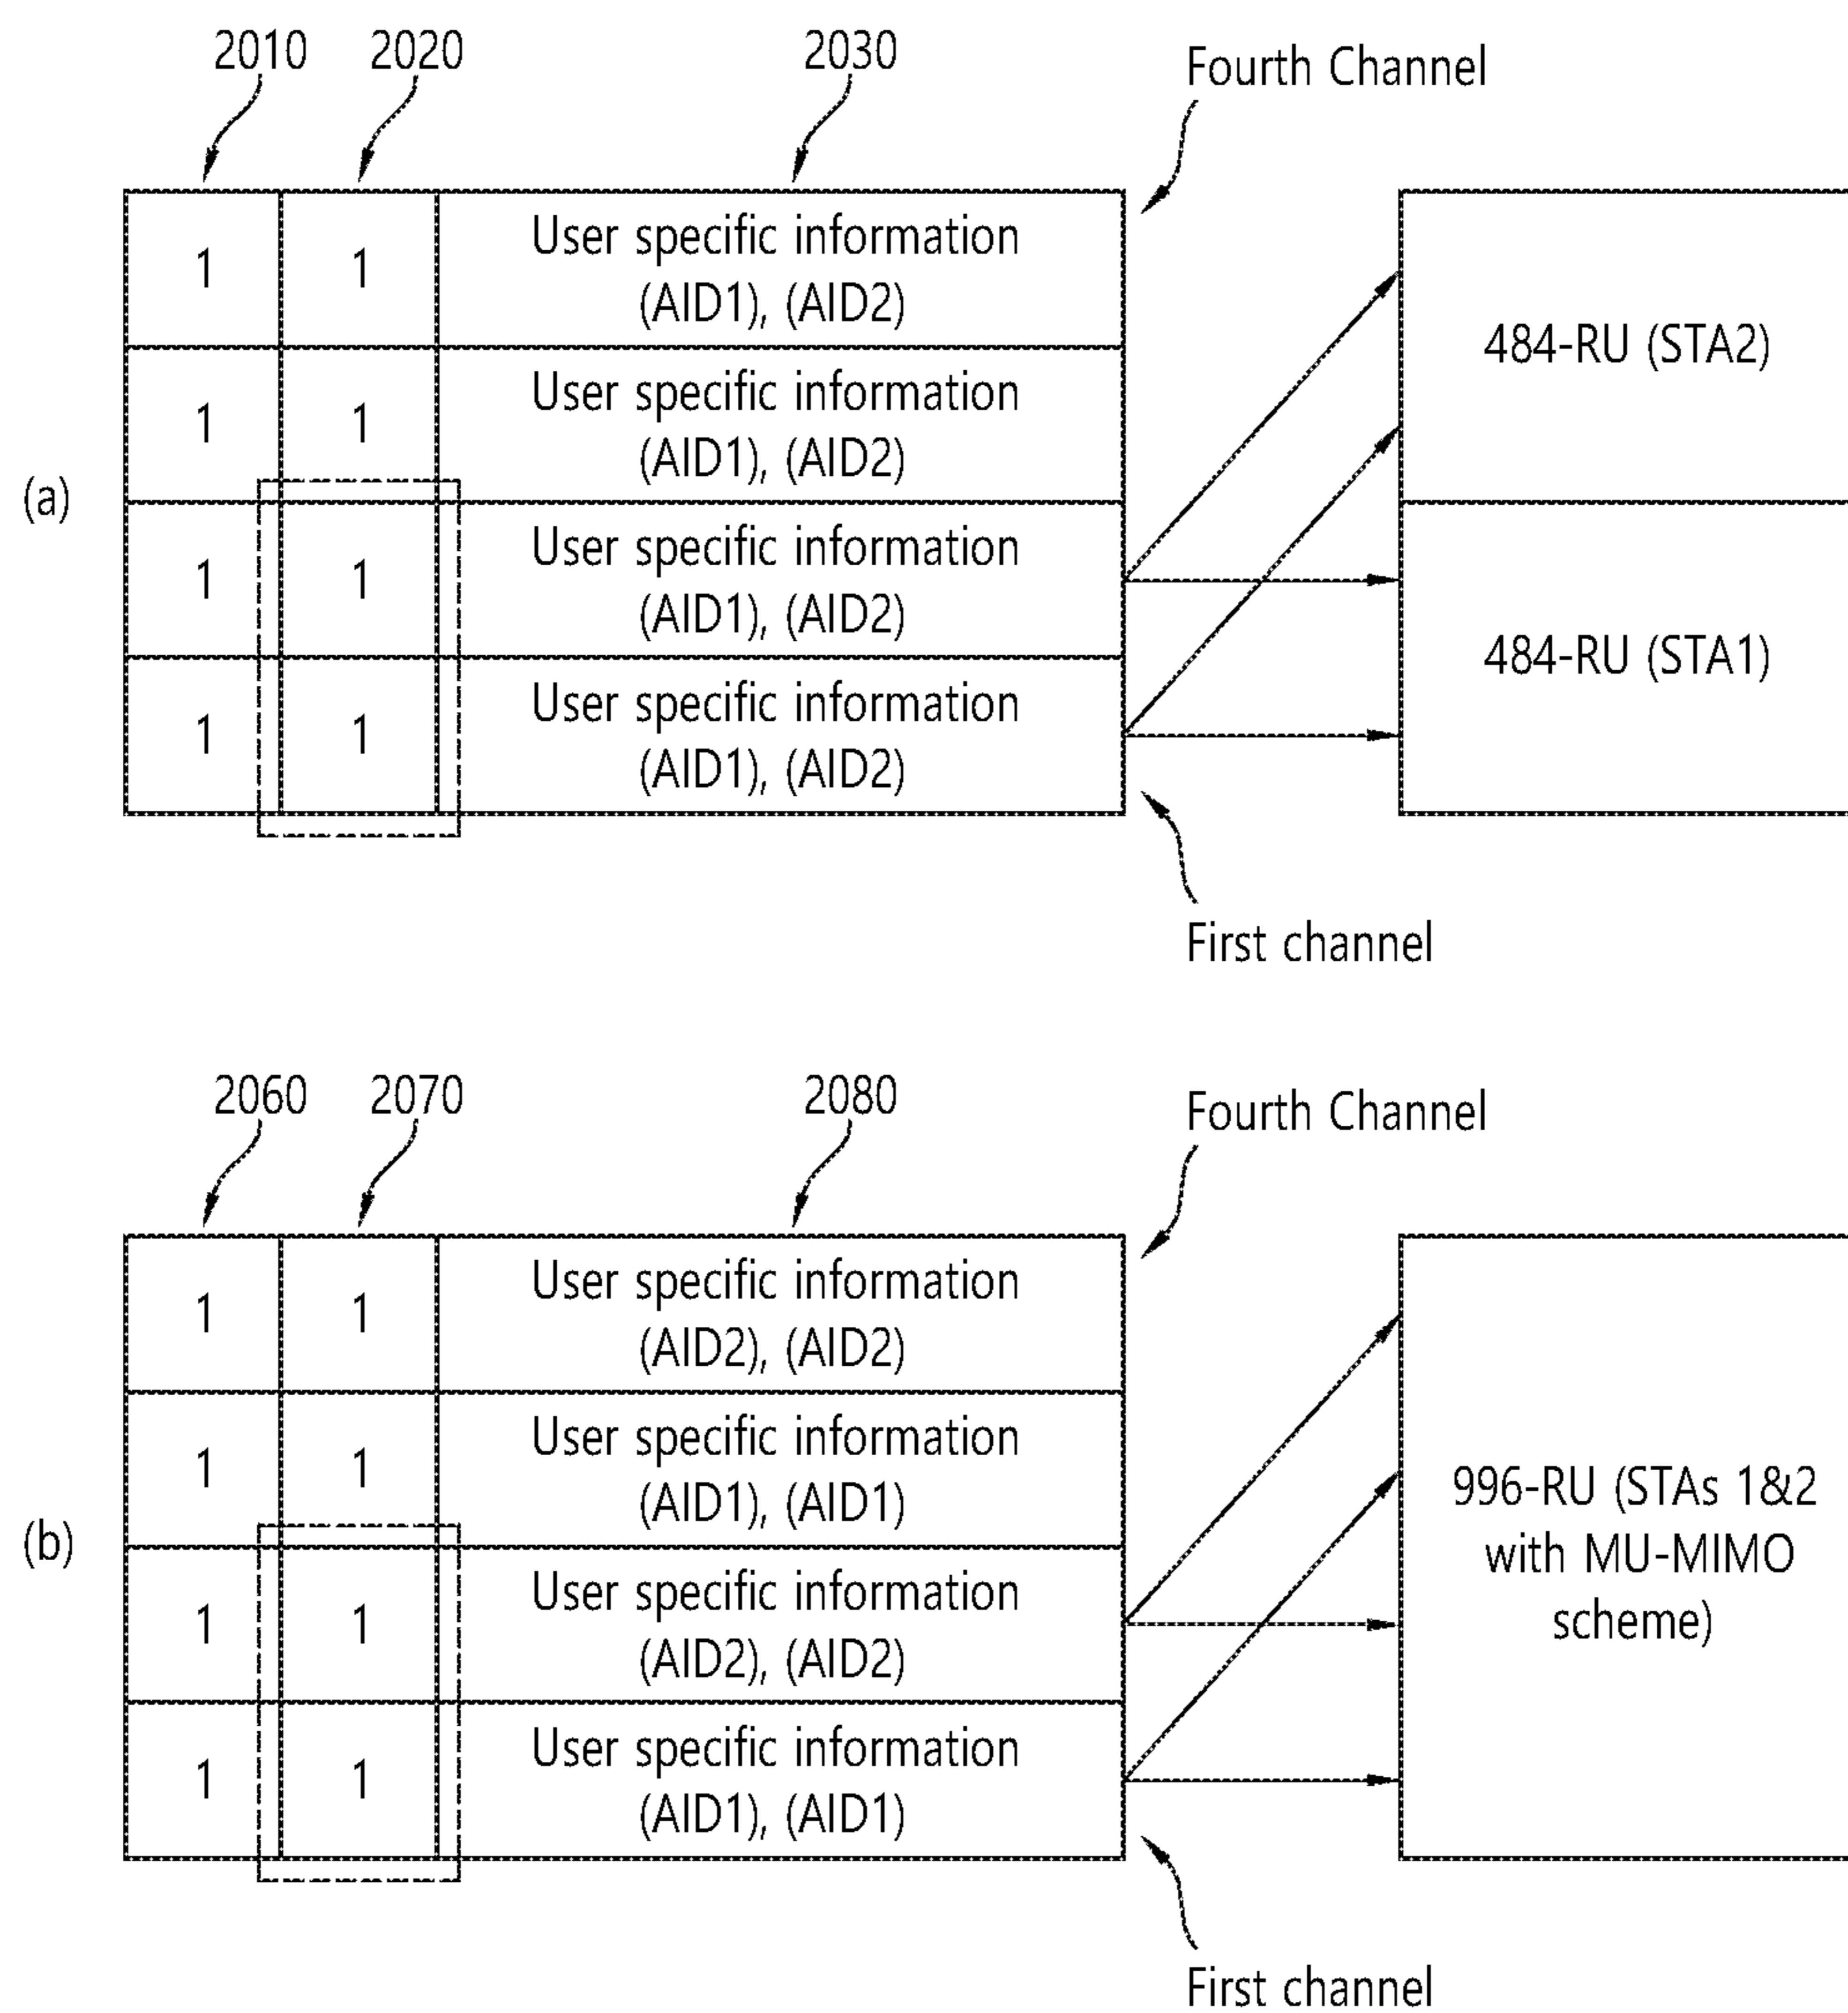 2010 2020 2030 Fourth Channel
1 1 User specific information
(AID1), (AID2)
1 1 User specific information
(AID1), (AID2)
1 1 User specific information
(AID1), (AID2)
1 1 User specific information
(AID1), (AID2)
484-RU (STA2)
484-RU (STA1)
(a)
First channel
2060 2070 2080 Fourth Channel
1 1 User specific information
(AID2), (AID2)
1 1 User specific information
(AID1), (AID1)
1 1 User specific information
(AID2), (AID2)
1 1 User specific information
(AID1), (AID1)
996-RU (STAs 1&2
with MU-MIMO
scheme)
(b)
First channel